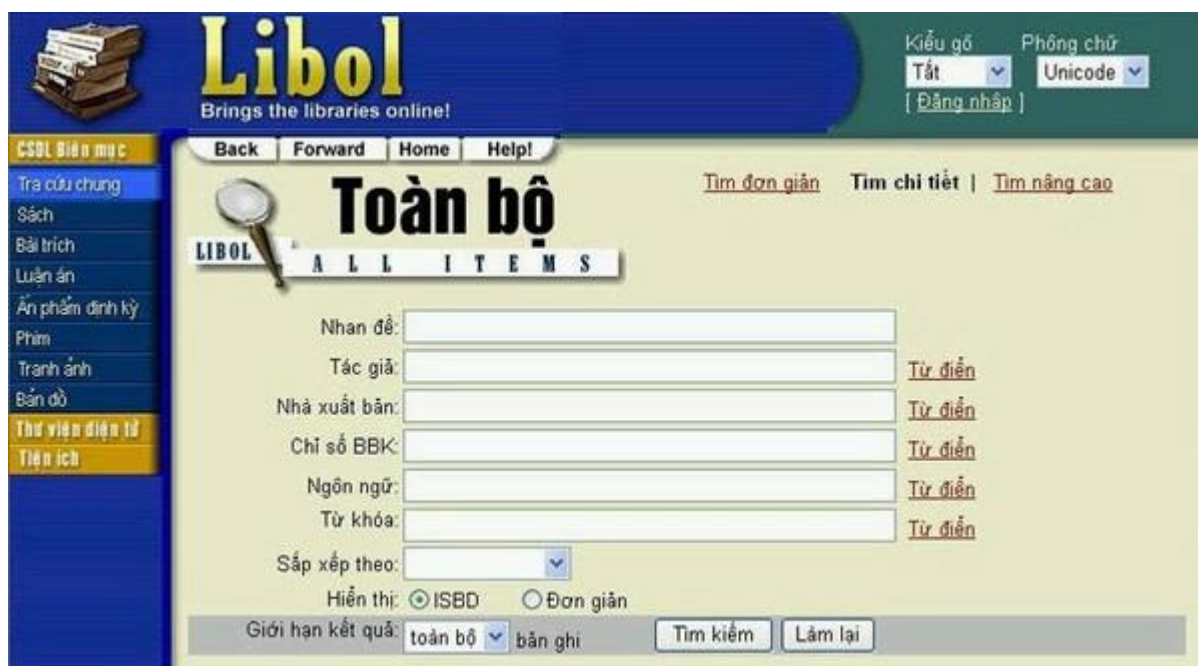 Libol
Brings the libraries online!
Kiểu gõ Phông chữ
Tắt Unicode
[ Đăng nhập ]
CSDL Biên mục
Tra cứu chung
Sách
Bài trích
Luận án
Ấn phẩm định kỳ
Phim
Tranh ảnh
Bản đồ
Thư viện điện tử
Tiện ích
Back Forward Home Help!
Tìm đơn giản Tìm chi tiết | Tìm nâng cao
Toàn bộ
LIBOL
ALL ITEMS
Nhan đề:
Tác giả: Từ điển
Nhà xuất bản: Từ điển
Chỉ số BBK: Từ điển
Ngôn ngữ: Từ điển
Từ khóa: Từ điển
Sắp xếp theo:
Hiển thị: ISBD Đơn giản
Giới hạn kết quả: toàn bộ bản ghi Tìm kiếm Làm lại